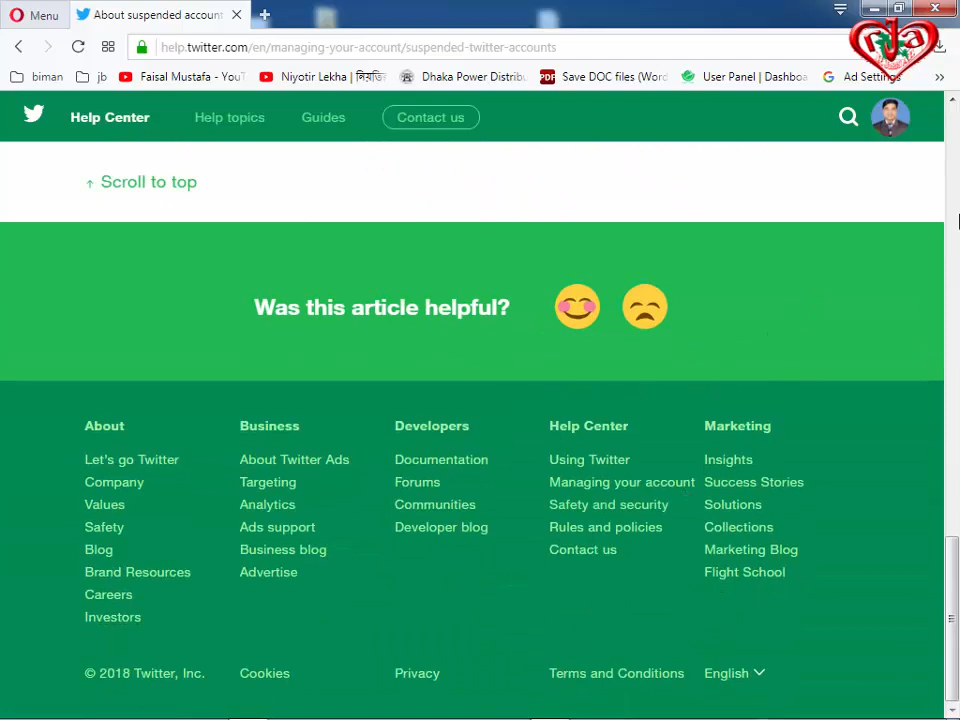 Menu
About suspended account
help.twitter.com/en/managing-your-account/suspended-twitter-accounts
biman
jb
Faisal Mustafa - YouT
Niyotir Lekha | নিয়তির
Dhaka Power Distribu
PDF
Save DOC files (Word
User Panel | Dashboa
Ad Settings
rja
Help Center
Help topics
Guides
Contact us
↑ Scroll to top
Was this article helpful?
About
Let's go Twitter
Company
Values
Safety
Blog
Brand Resources
Careers
Investors
Business
About Twitter Ads
Targeting
Analytics
Ads support
Business blog
Advertise
Developers
Documentation
Forums
Communities
Developer blog
Help Center
Using Twitter
Managing your account
Safety and security
Rules and policies
Contact us
Marketing
Insights
Success Stories
Solutions
Collections
Marketing Blog
Flight School
© 2018 Twitter, Inc.
Cookies
Privacy
Terms and Conditions
English